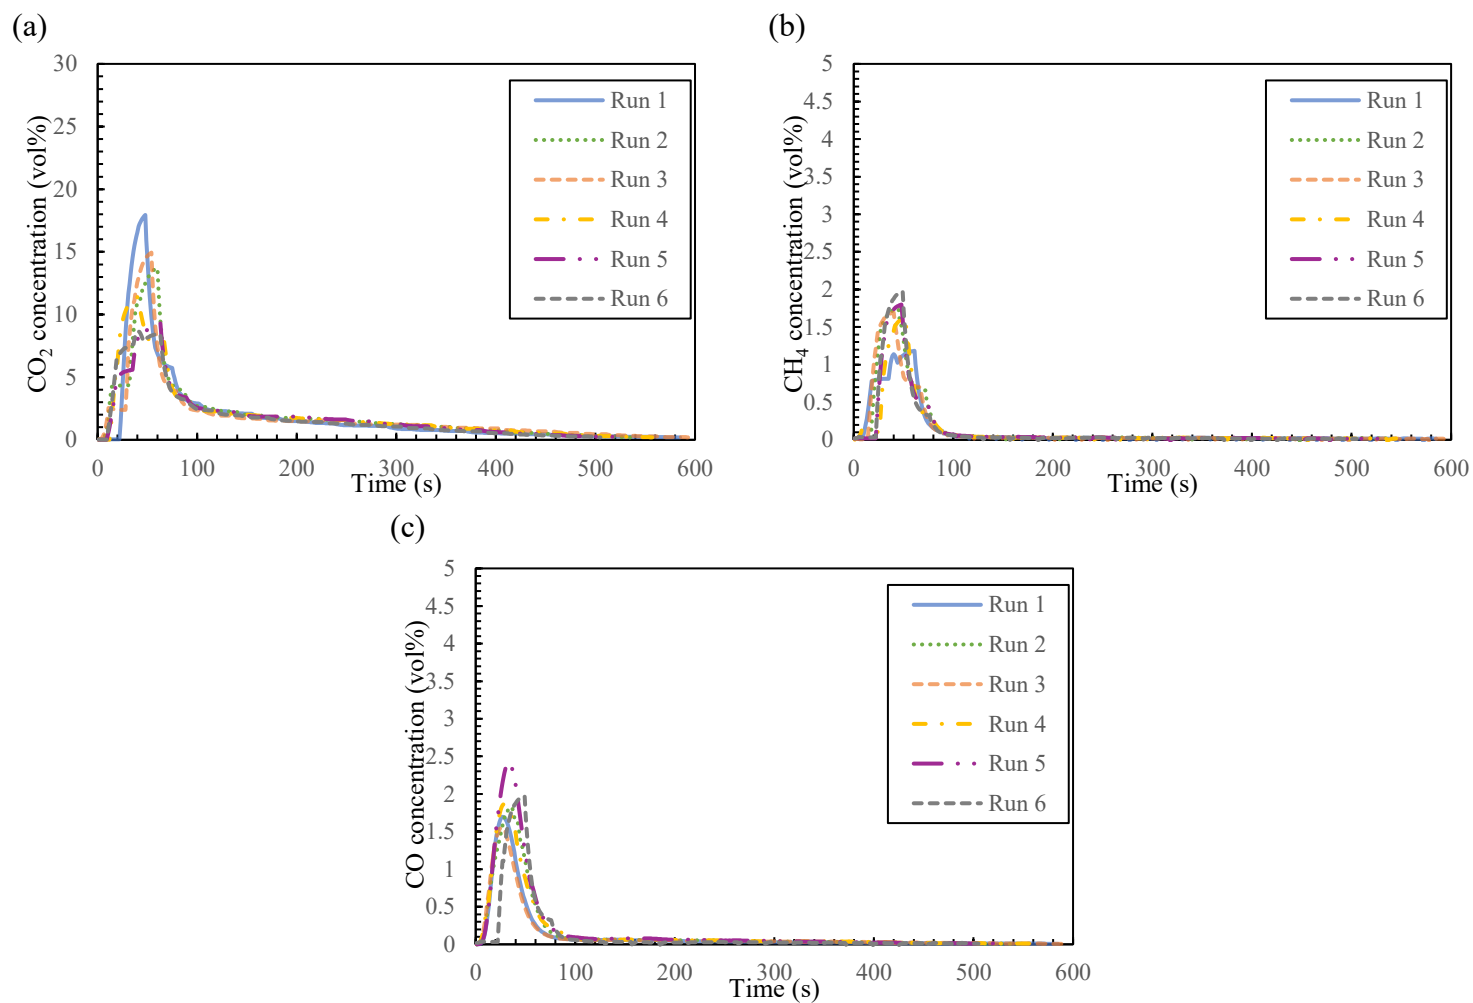 (a)
30
25
20
15
10
5
0
0 100 200 300 400 500 600
CO₂ concentration (vol%)
Time (s)
Run 1
Run 2
Run 3
Run 4
Run 5
Run 6
(b)
5
4.5
4
3.5
3
2.5
2
1.5
1
0.5
0
0 100 200 300 400 500 600
CH₄ concentration (vol%)
Time (s)
Run 1
Run 2
Run 3
Run 4
Run 5
Run 6
(c)
5
4.5
4
3.5
3
2.5
2
1.5
1
0.5
0
0 100 200 300 400 500 600
CO concentration (vol%)
Time (s)
Run 1
Run 2
Run 3
Run 4
Run 5
Run 6